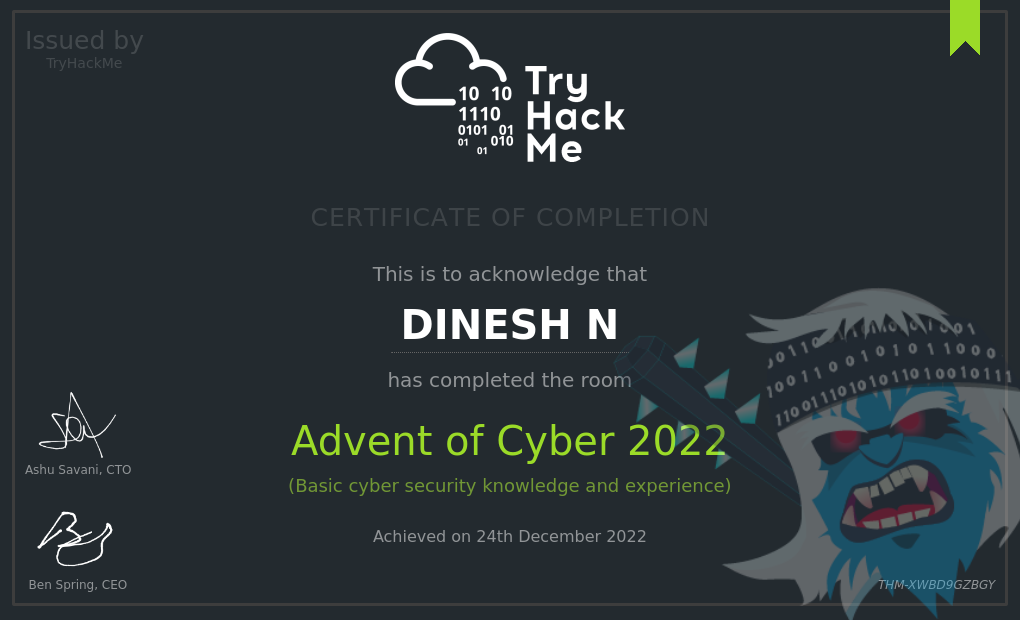 Issued by
TryHackMe
10 10
1110
0101 01
01 010
01
Try
Hack
Me
CERTIFICATE OF COMPLETION
This is to acknowledge that
DINESH N
has completed the room
Advent of Cyber 2022
(Basic cyber security knowledge and experience)
Achieved on 24th December 2022
Ashu Savani, CTO
Ben Spring, CEO
THM-XWBD9GZBGY